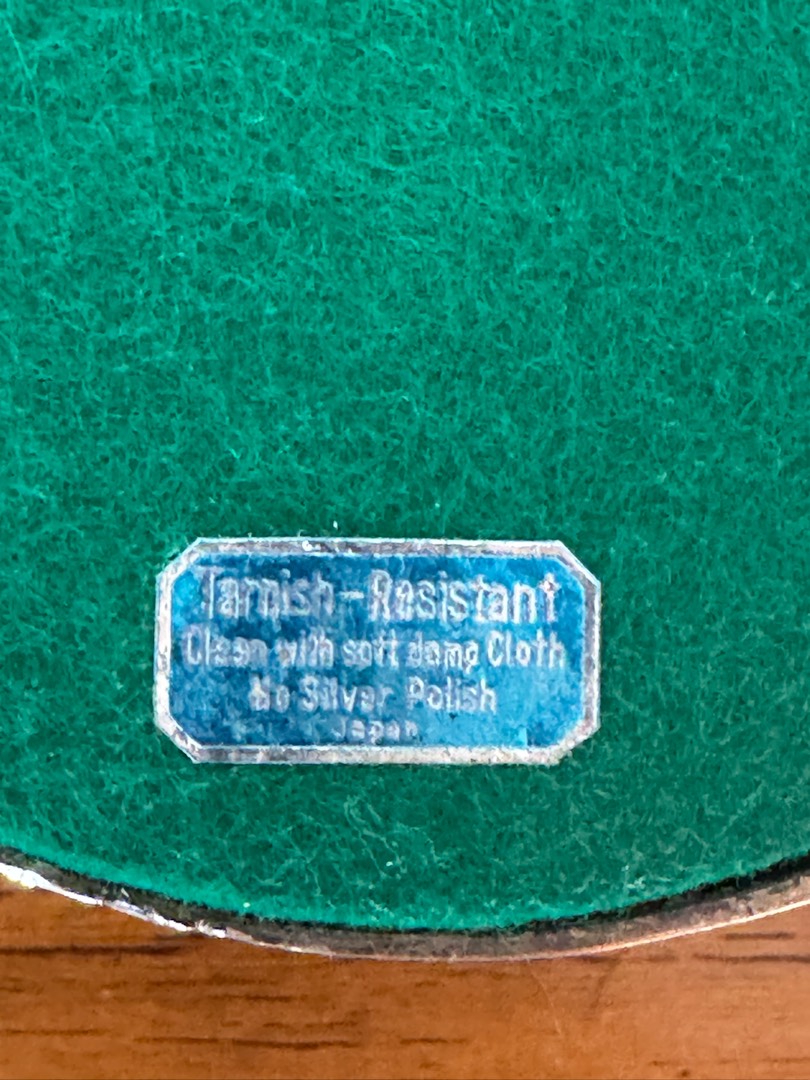 Tarnish-Resistant
Clean with soft damp Cloth
No Silver Polish
Japan